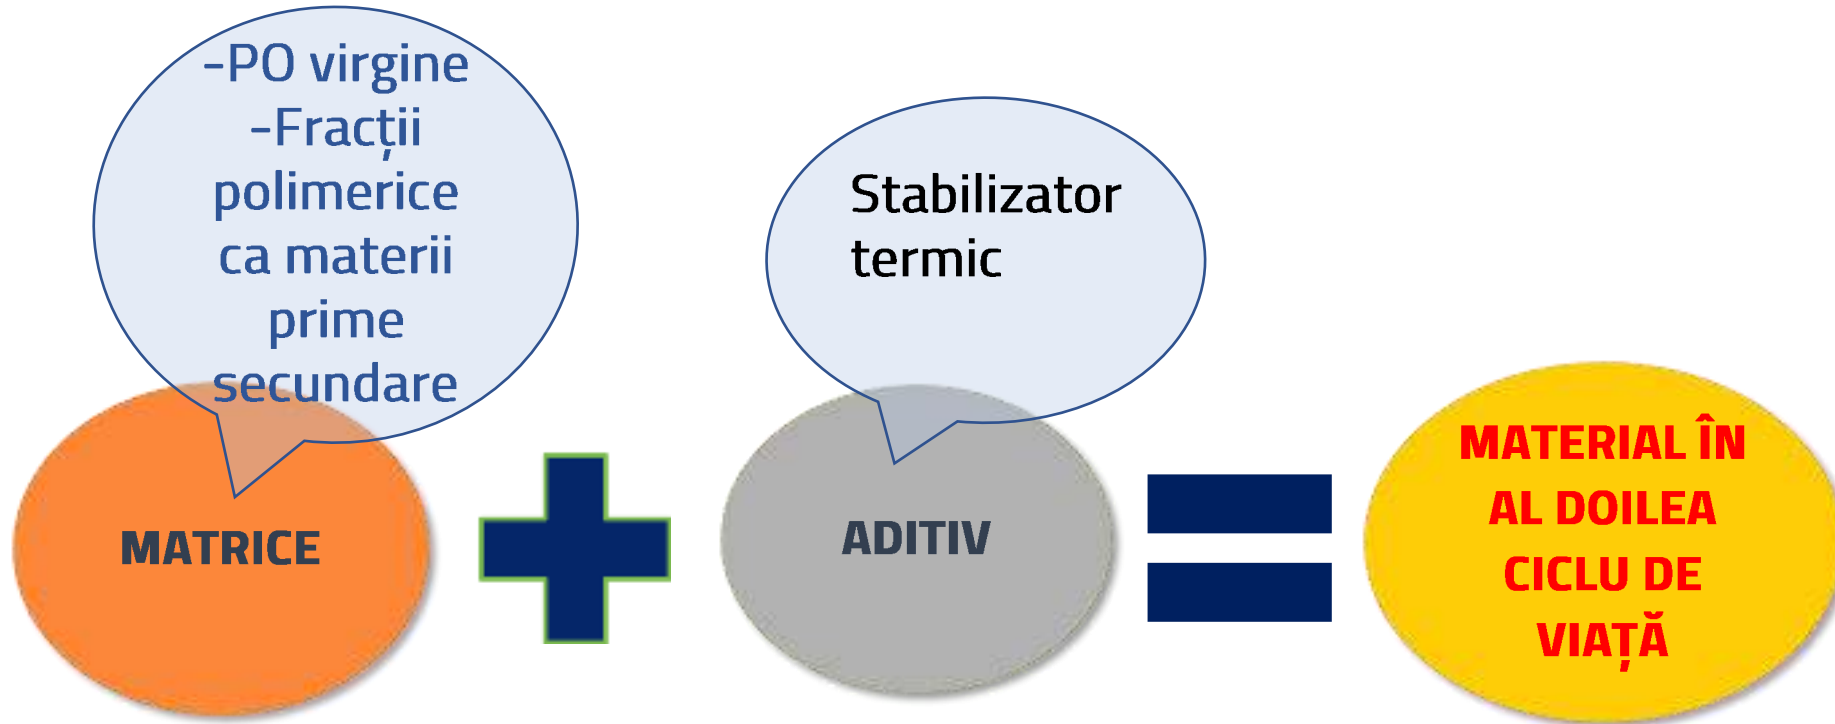 -PO virgine
-Fracții
polimerice
ca materii
prime
secundare
Stabilizator
termic
MATRICE
ADITIV
MATERIAL ÎN
AL DOILEA
CICLU DE
VIAȚĂ